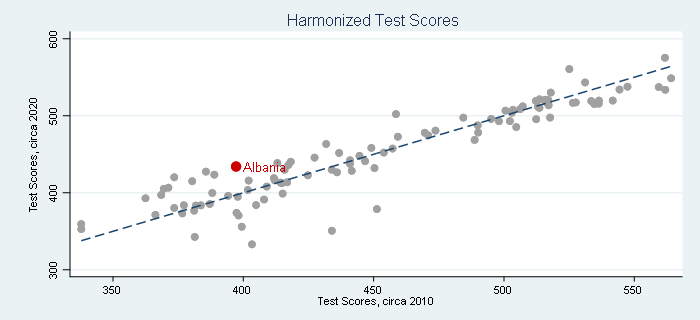 Harmonized Test Scores
Test Scores, circa 2020
600
500
400
300
Albania
350
400
450
500
550
Test Scores, circa 2010